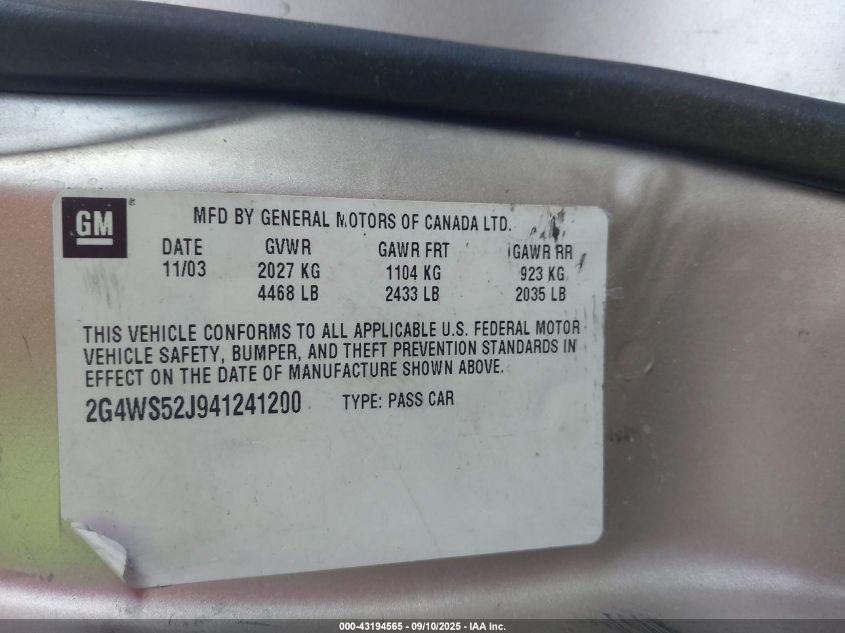 GM
MFD BY GENERAL MOTORS OF CANADA LTD.
DATE GVWR GAWR FRT GAWR RR
11/03 2027 KG 1104 KG 923 KG
4468 LB 2433 LB 2035 LB
THIS VEHICLE CONFORMS TO ALL APPLICABLE U.S. FEDERAL MOTOR
VEHICLE SAFETY, BUMPER, AND THEFT PREVENTION STANDARDS IN
EFFECT ON THE DATE OF MANUFACTURE SHOWN ABOVE.
2G4WS52J941241200 TYPE: PASS CAR
000-43194565 - 09/10/2025 - IAA Inc.